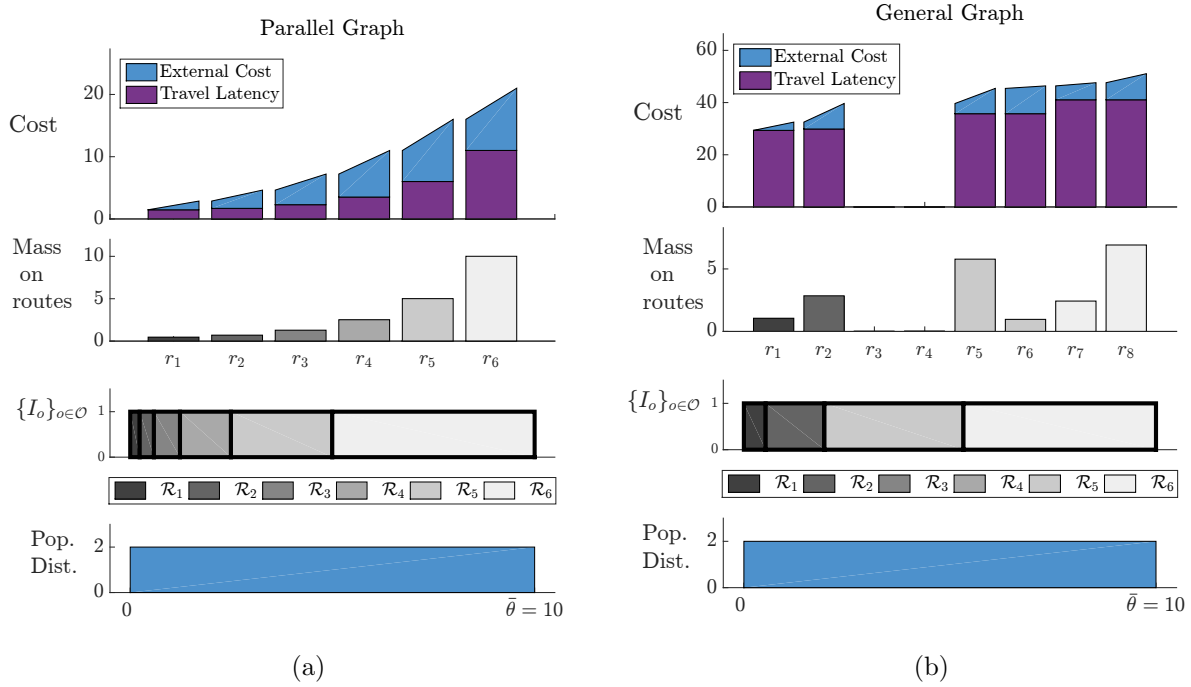 Parallel Graph
External Cost
Travel Latency
20
10
0
Cost
Mass
on
routes
10
5
0
r1 r2 r3 r4 r5 r6
{I_o}_{o∈𝒪}
1
0
ℛ1 ℛ2 ℛ3 ℛ4 ℛ5 ℛ6
Pop.
Dist.
2
0
0 θ̄ = 10
(a)
General Graph
External Cost
Travel Latency
60
40
20
0
Cost
Mass
on
routes
5
0
r1 r2 r3 r4 r5 r6 r7 r8
{I_o}_{o∈𝒪}
1
0
ℛ1 ℛ2 ℛ3 ℛ4 ℛ5 ℛ6
Pop.
Dist.
2
0
0 θ̄ = 10
(b)